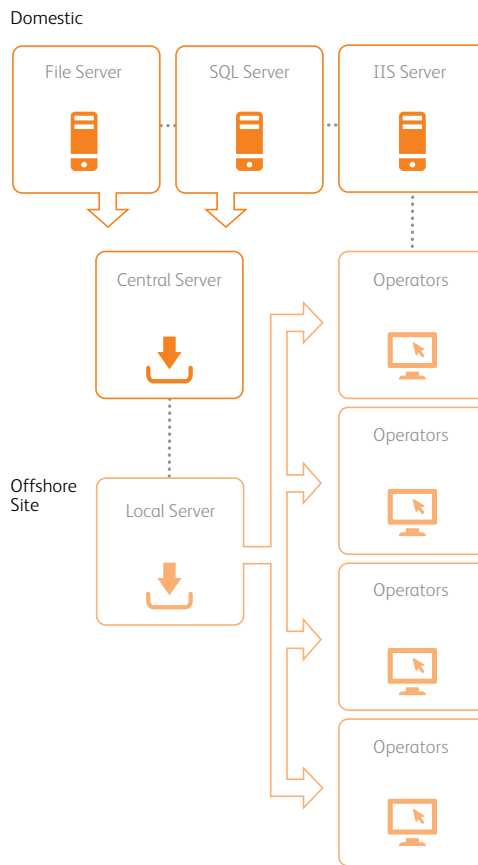 Domestic
File Server
SQL Server
IIS Server
Central Server
Operators
Operators
Offshore
Site
Local Server
Operators
Operators